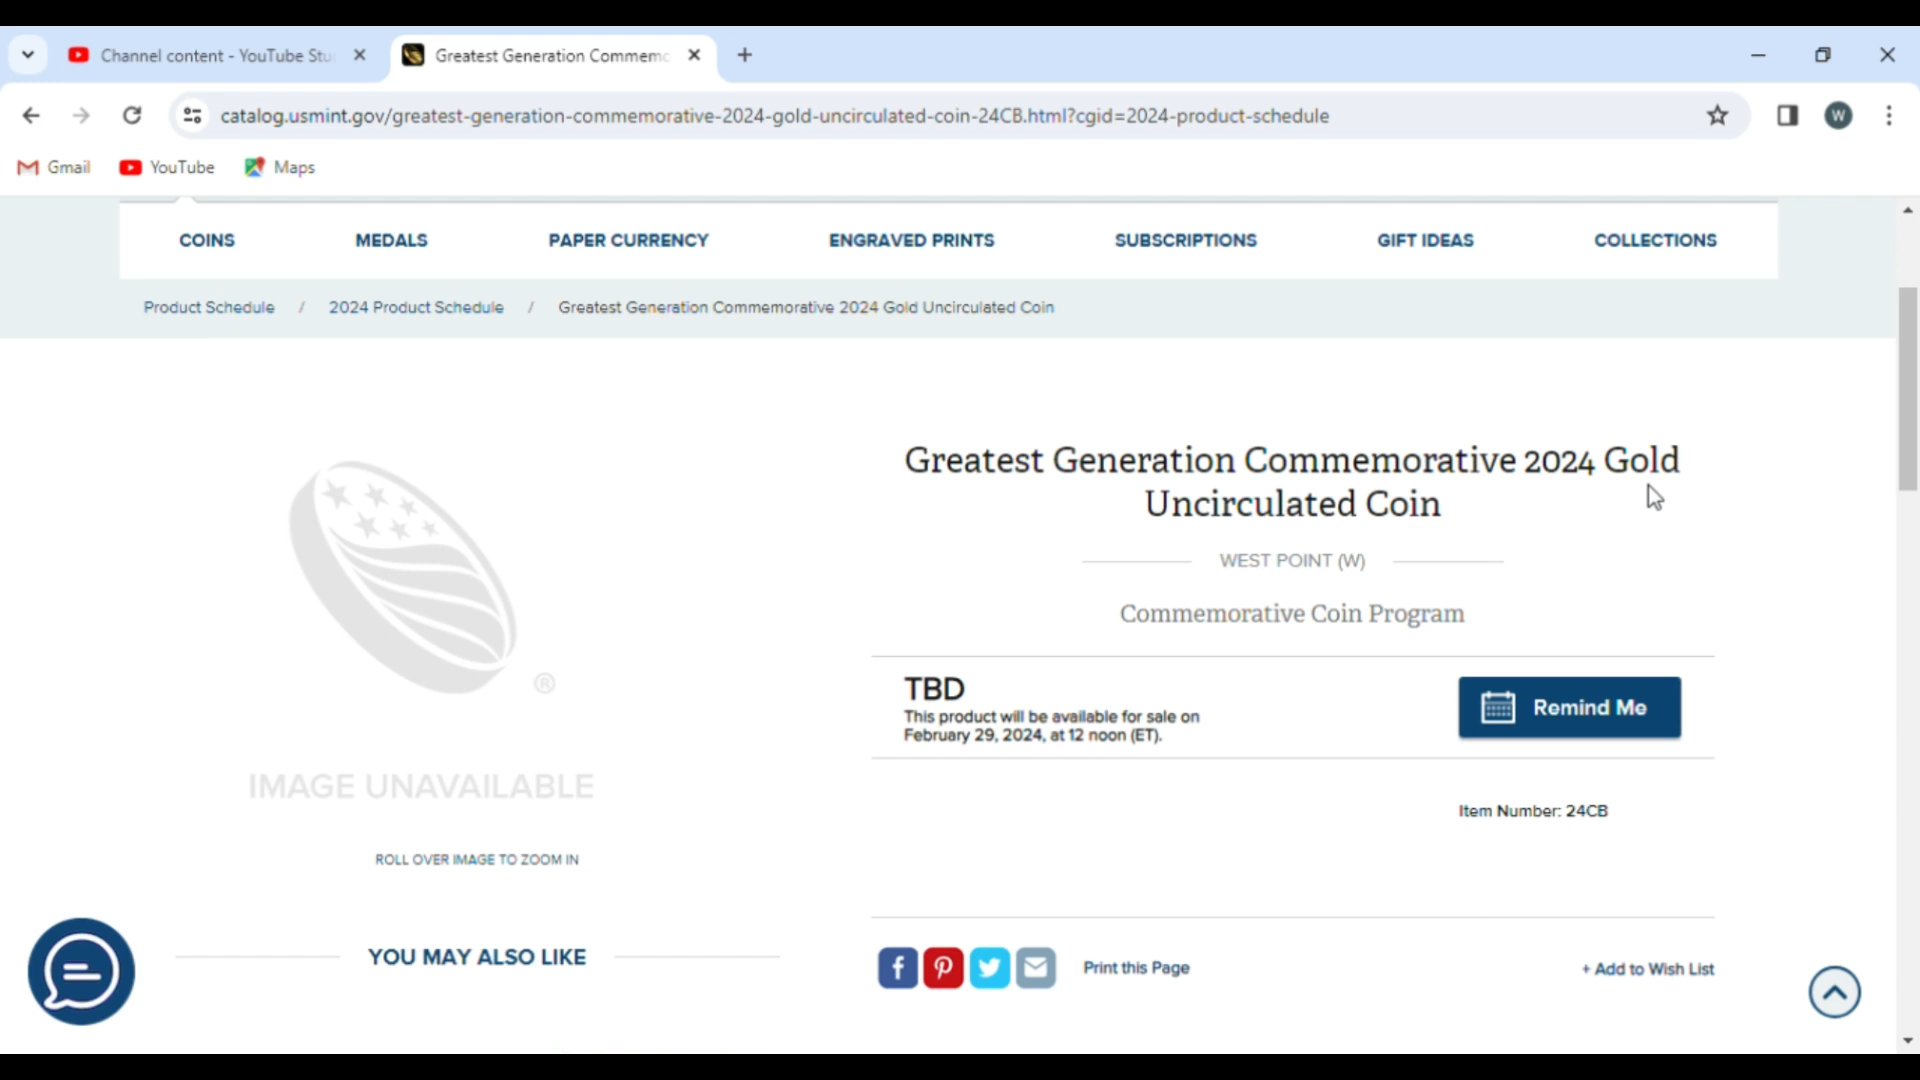 Channel content - YouTube Stu
Greatest Generation Commemo
catalog.usmint.gov/greatest-generation-commemorative-2024-gold-uncirculated-coin-24CB.html?cgid=2024-product-schedule
W
Gmail YouTube Maps
COINS MEDALS PAPER CURRENCY ENGRAVED PRINTS SUBSCRIPTIONS GIFT IDEAS COLLECTIONS
Product Schedule / 2024 Product Schedule / Greatest Generation Commemorative 2024 Gold Uncirculated Coin
Greatest Generation Commemorative 2024 Gold
Uncirculated Coin
WEST POINT (W)
Commemorative Coin Program
TBD
This product will be available for sale on
February 29, 2024, at 12 noon (ET).
Remind Me
Item Number: 24CB
®
IMAGE UNAVAILABLE
ROLL OVER IMAGE TO ZOOM IN
YOU MAY ALSO LIKE
Print this Page
+ Add to Wish List